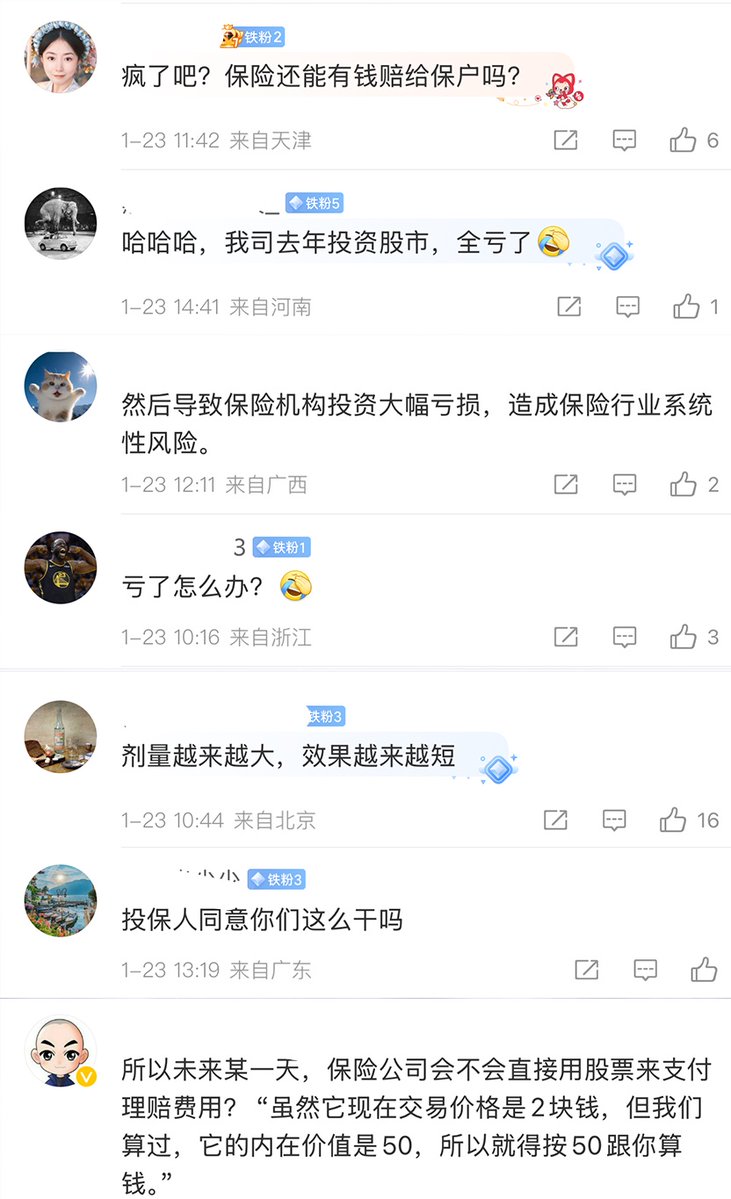 铁粉2
疯了吧？保险还能有钱赔给保户吗？
1-23 11:42 来自天津
6
铁粉5
哈哈哈，我司去年投资股市，全亏了
1-23 14:41 来自河南
1
然后导致保险机构投资大幅亏损，造成保险行业系统
性风险。
1-23 12:11 来自广西
2
3 铁粉1
亏了怎么办？
1-23 10:16 来自浙江
3
铁粉3
剂量越来越大，效果越来越短
1-23 10:44 来自北京
16
铁粉3
投保人同意你们这么干吗
1-23 13:19 来自广东
所以未来某一天，保险公司会不会直接用股票来支付
理赔费用？“虽然它现在交易价格是2块钱，但我们
算过，它的内在价值是50，所以就得按50跟你算
钱。”